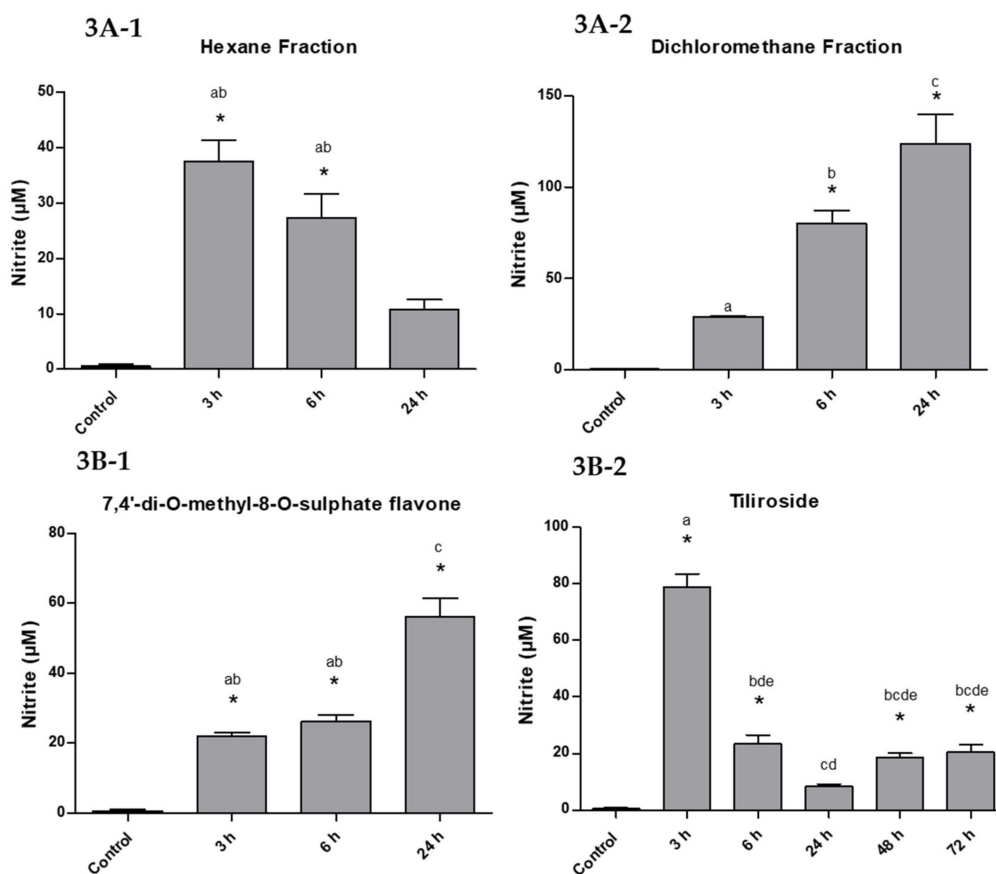 3A-1
Hexane Fraction
Nitrite (µM)
50
40
30
20
10
0
ab
*
ab
*
Control
3 h
6 h
24 h
3A-2
Dichloromethane Fraction
Nitrite (µM)
150
100
50
0
a
b
*
c
*
Control
3 h
6 h
24 h
3B-1
7,4'-di-O-methyl-8-O-sulphate flavone
Nitrite (µM)
80
60
40
20
0
ab
*
ab
*
c
*
Control
3 h
6 h
24 h
3B-2
Tiliroside
Nitrite (µM)
100
80
60
40
20
0
a
*
bde
*
cd
bcde
*
bcde
*
Control
3 h
6 h
24 h
48 h
72 h